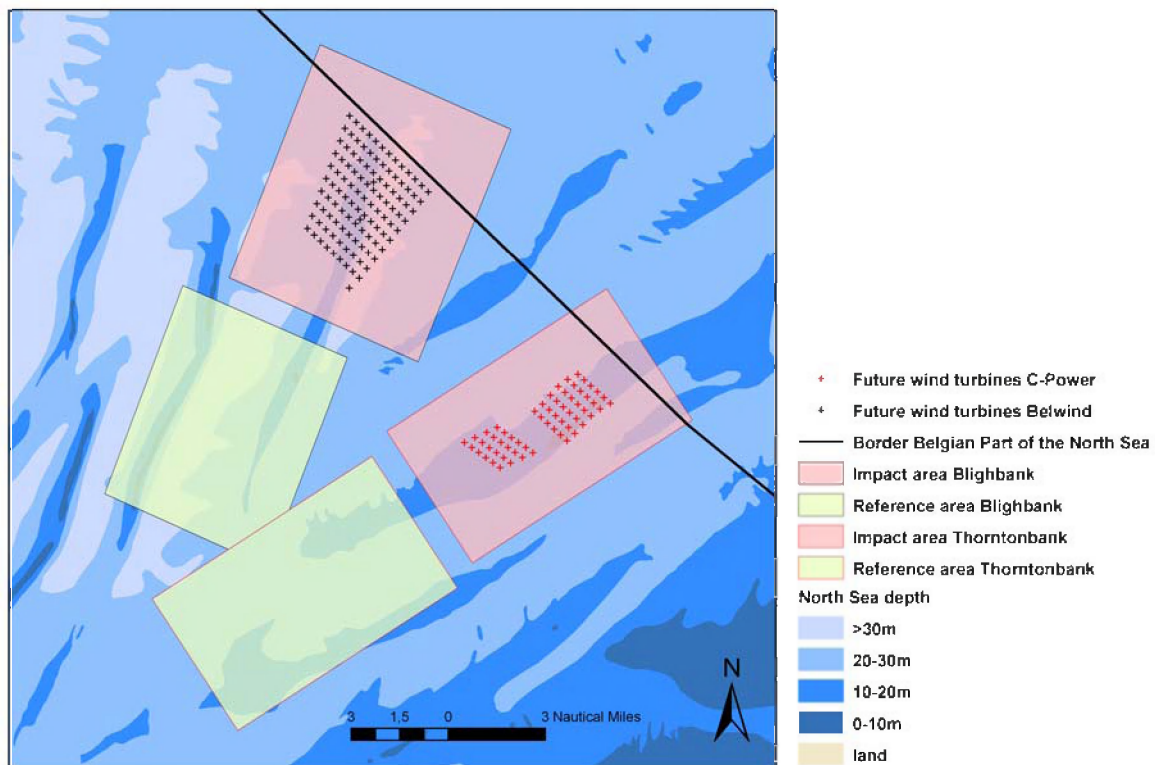 Future wind turbines C-Power
Future wind turbines Belwind
Border Belgian Part of the North Sea
Impact area Blighbank
Reference area Blighbank
Impact area Thorntonbank
Reference area Thorntonbank
North Sea depth
>30m
20-30m
10-20m
0-10m
land
N
3 1,5 0 3 Nautical Miles